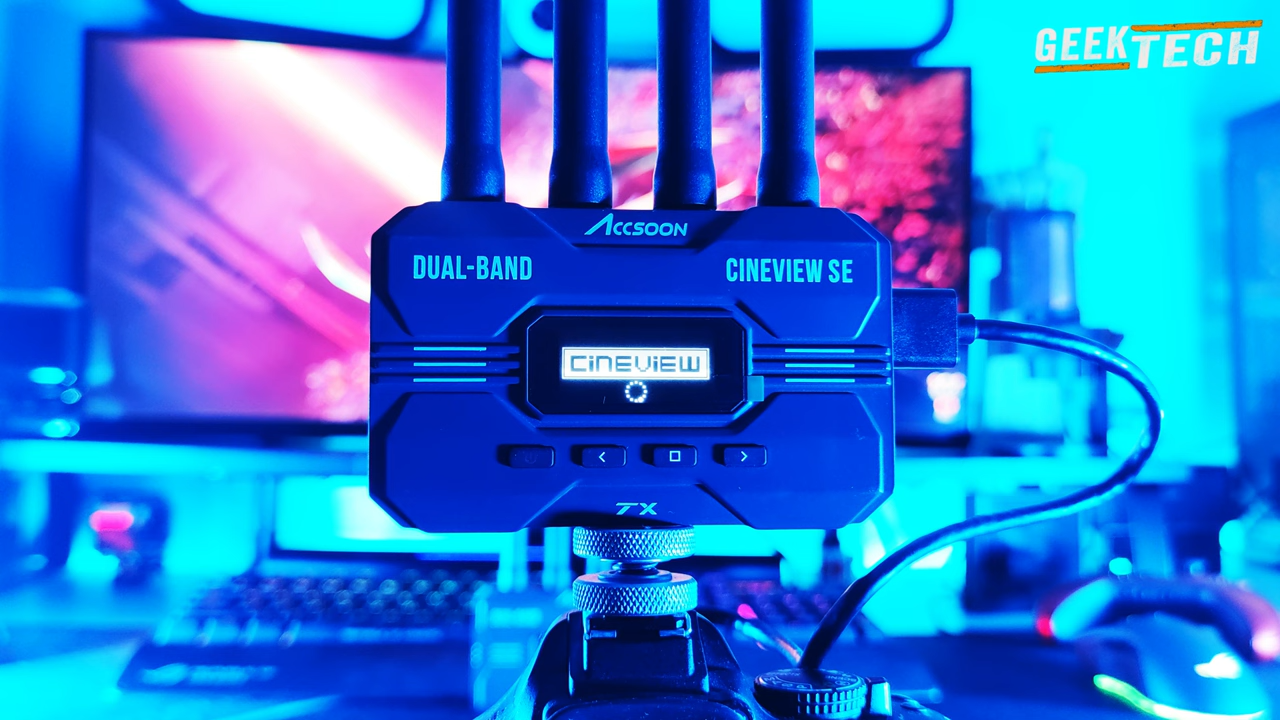 GEEKTECH
ACCSOON
DUAL-BAND
CINEVIEW SE
CINEVIEW
TX